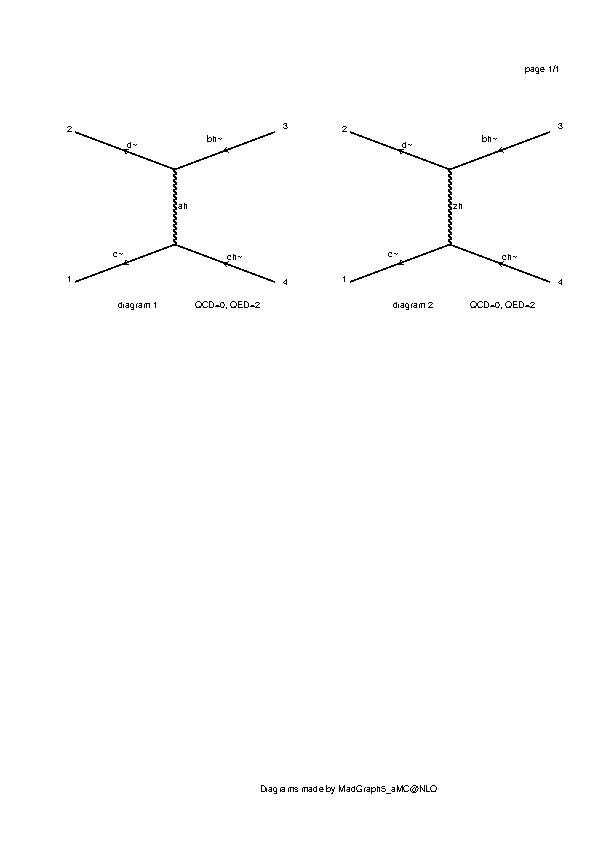 page 1/1
2 d~ bh~ 3
ah
1 c~ ch~ 4
diagram 1 QCD=0, QED=2
2 d~ bh~ 3
zh
1 c~ ch~ 4
diagram 2 QCD=0, QED=2
Diagrams made by MadGraph5_aMC@NLO